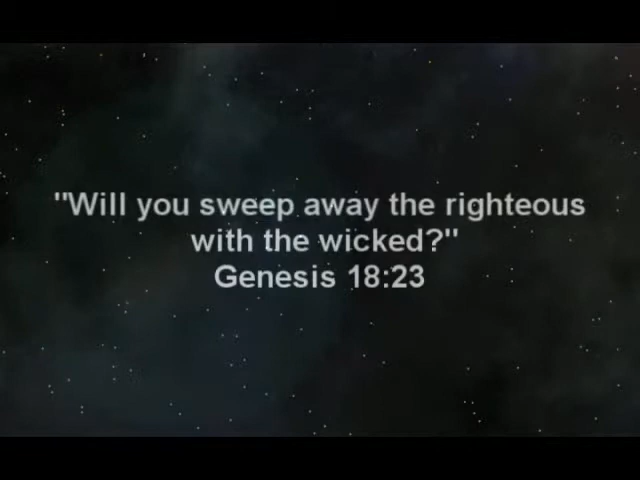 "Will you sweep away the righteous
with the wicked?"
Genesis 18:23